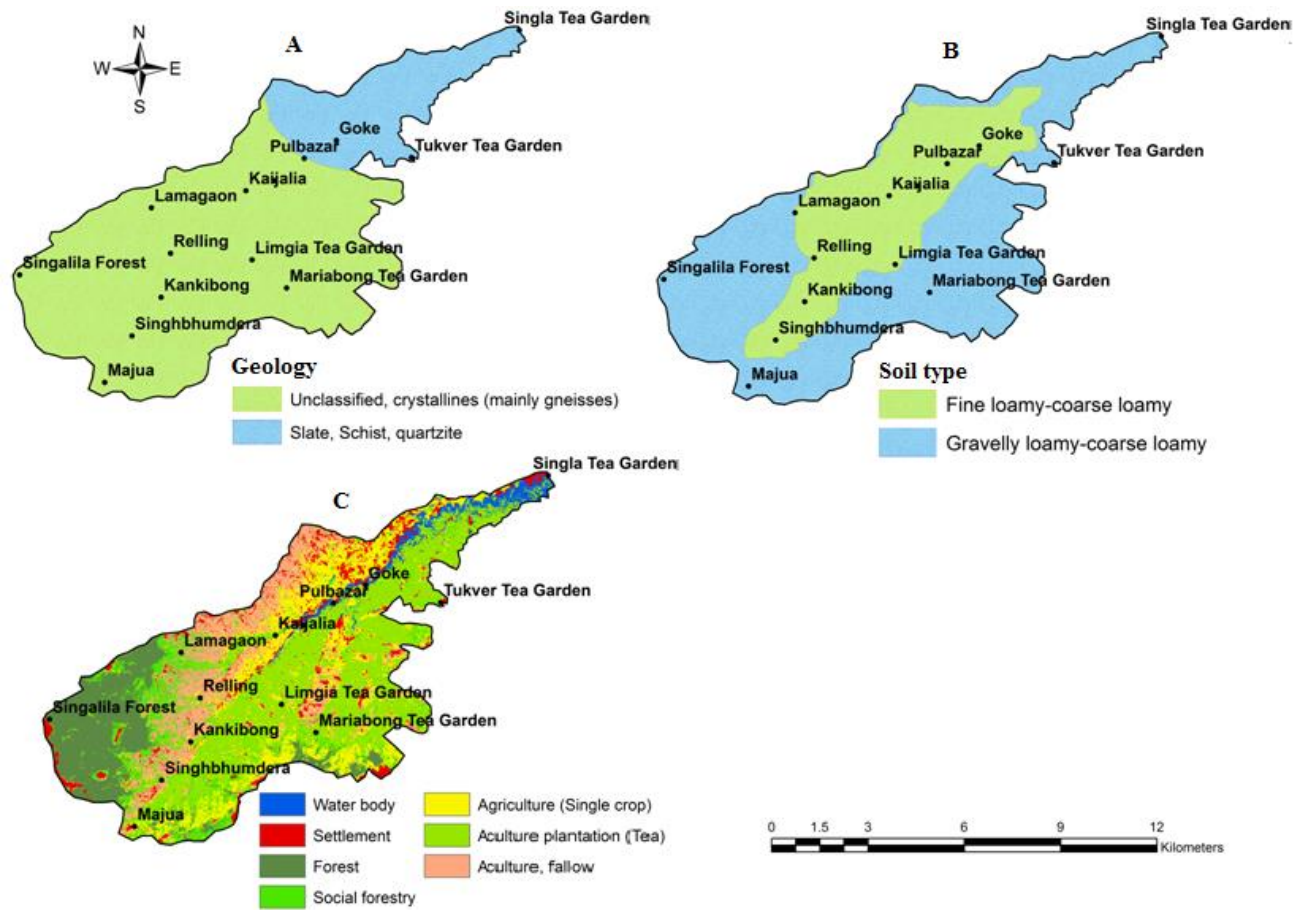 Singla Tea Garden
A
N
W E
S
Goke
Pulbazar
Tukver Tea Garden
Kaijalia
Lamagaon
Relling
Limgia Tea Garden
Singalila Forest
Mariabong Tea Garden
Kankibong
Singhbhumdera
Majua
Geology
Unclassified, crystallines (mainly gneisses)
Slate, Schist, quartzite
Singla Tea Garden
B
Goke
Pulbazar
Tukver Tea Garden
Kaijalia
Lamagaon
Relling
Limgia Tea Garden
Singalila Forest
Mariabong Tea Garden
Kankibong
Singhbhumdera
Majua
Soil type
Fine loamy-coarse loamy
Gravelly loamy-coarse loamy
Singla Tea Garden
C
Goke
Pulbazar
Tukver Tea Garden
Kaijalia
Lamagaon
Relling
Limgia Tea Garden
Singalila Forest
Mariabong Tea Garden
Kankibong
Singhbhumdera
Majua
Water body
Settlement
Forest
Social forestry
Agriculture (Single crop)
Aculture plantation (Tea)
Aculture, fallow
0 1.5 3 6 9 12
Kilometers